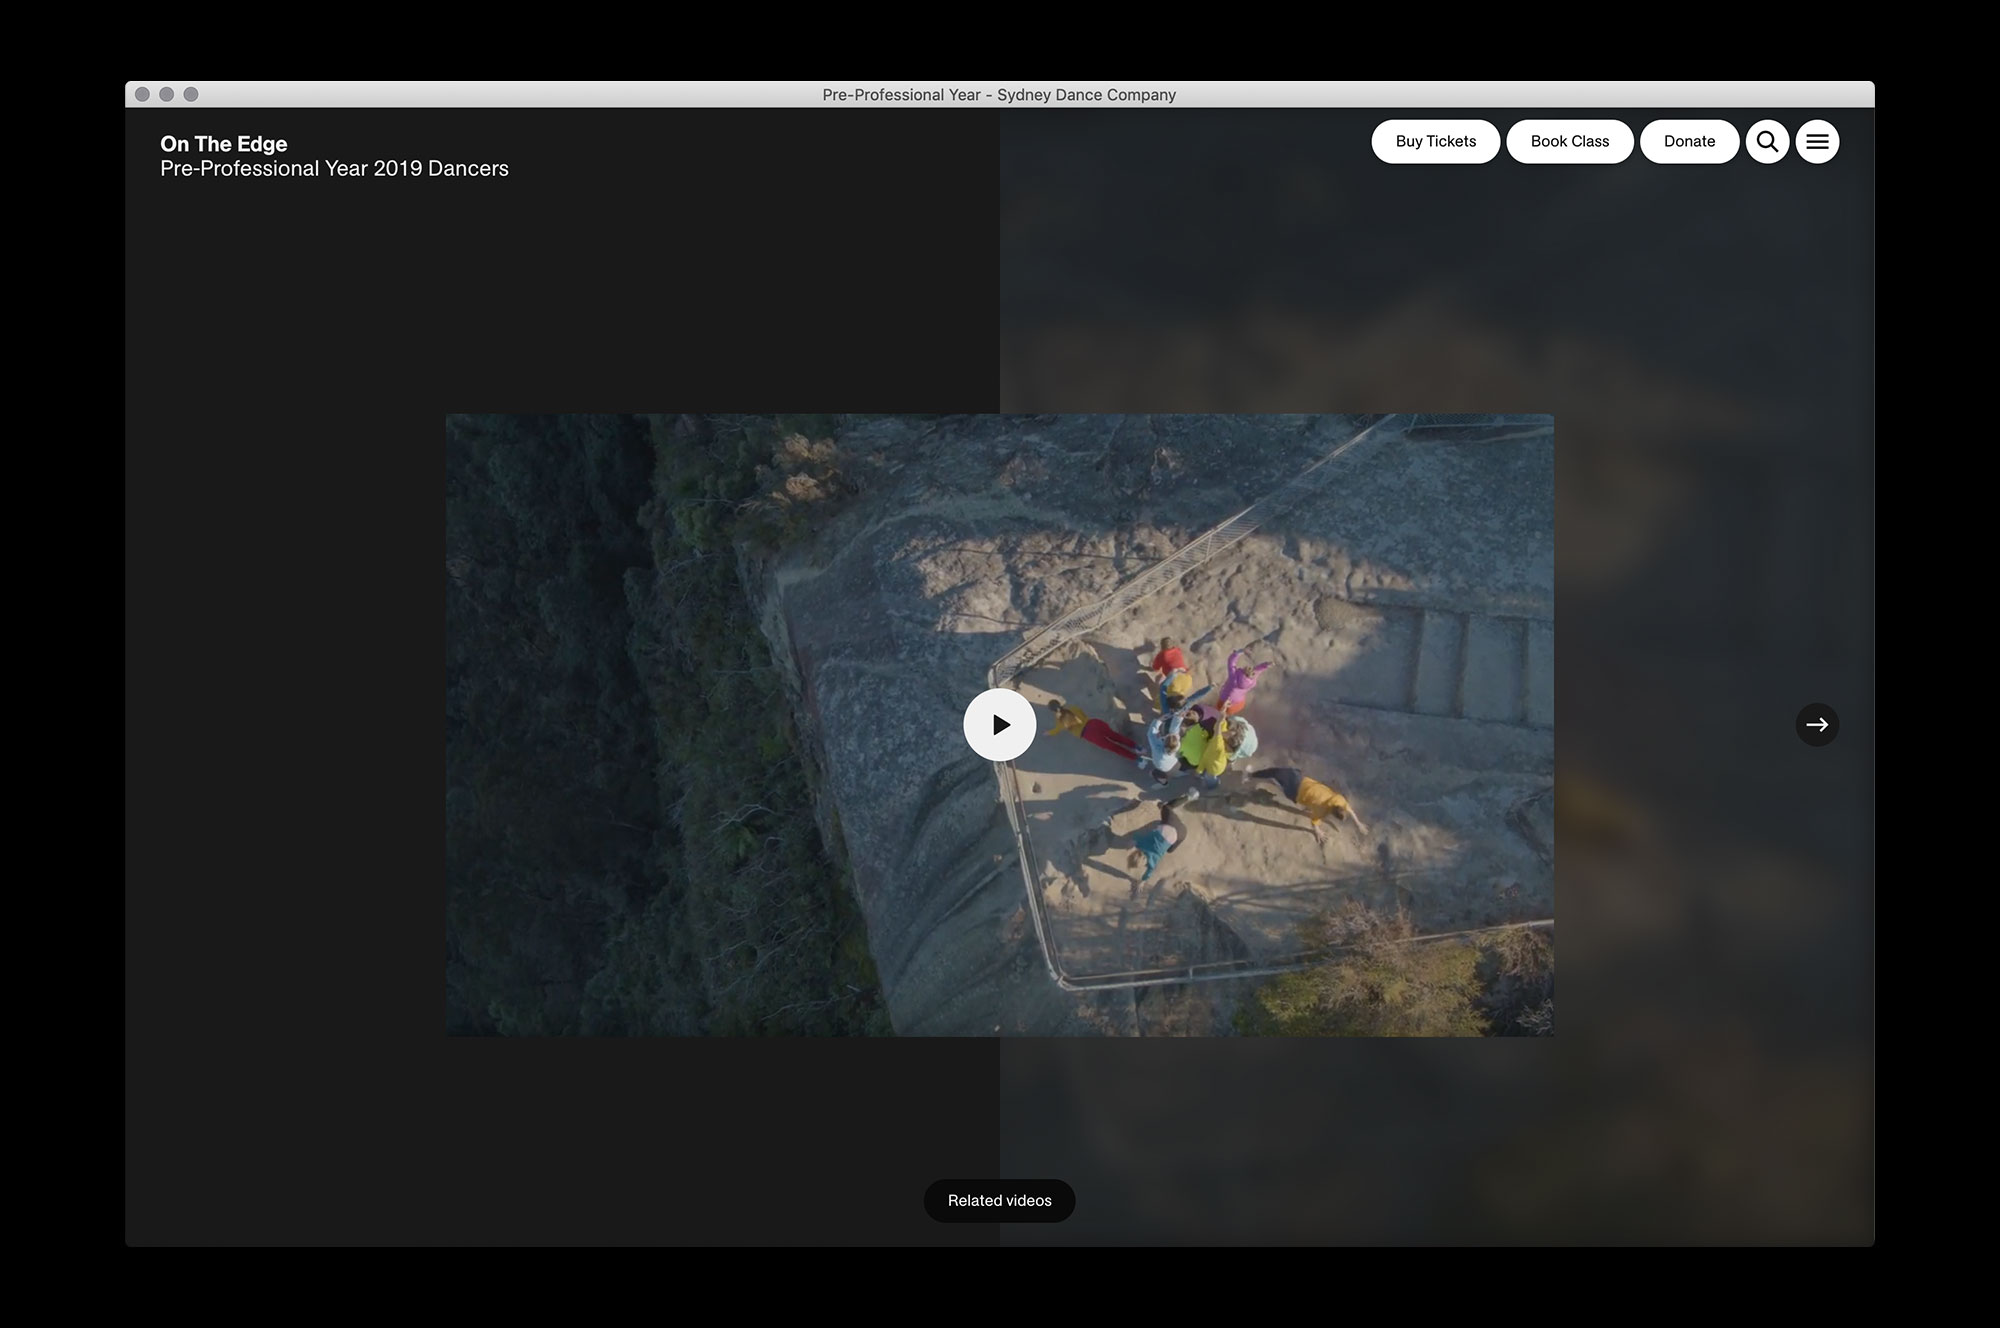 Pre-Professional Year - Sydney Dance Company
On The Edge
Pre-Professional Year 2019 Dancers
Buy Tickets
Book Class
Donate
Related videos